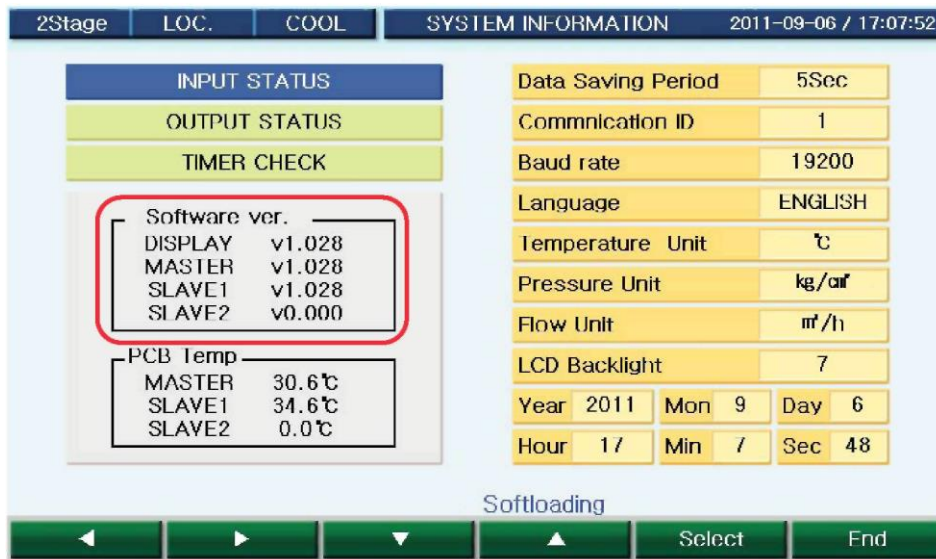 2Stage LOC. COOL SYSTEM INFORMATION 2011-09-06 / 17:07:52
INPUT STATUS
OUTPUT STATUS
TIMER CHECK
Software ver.
DISPLAY v1.028
MASTER v1.028
SLAVE1 v1.028
SLAVE2 v0.000
PCB Temp
MASTER 30.6℃
SLAVE1 34.6℃
SLAVE2 0.0℃
Data Saving Period 5Sec
Commnication ID 1
Baud rate 19200
Language ENGLISH
Temperature Unit ℃
Pressure Unit kg/㎠
Flow Unit ㎥/h
LCD Backlight 7
Year 2011 Mon 9 Day 6
Hour 17 Min 7 Sec 48
Softloading
◀ ▶ ▼ ▲ Select End